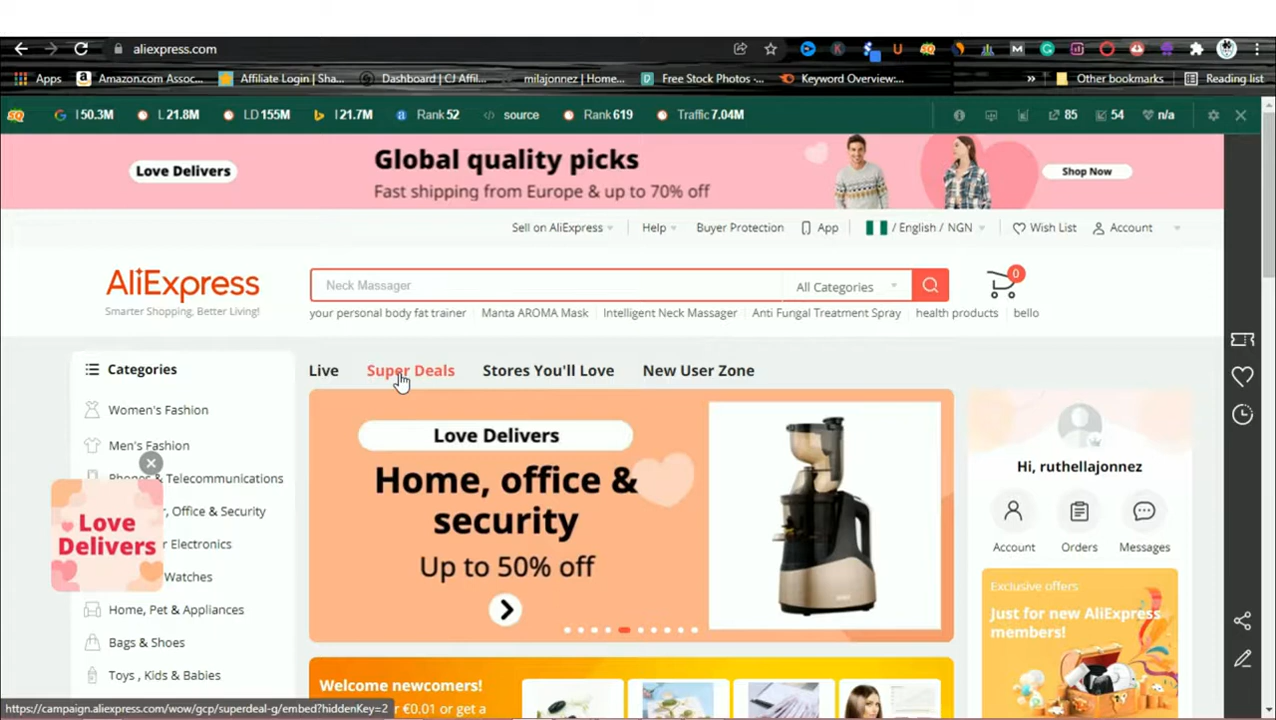 aliexpress.com
Apps
Amazon.com Assoc...
Affiliate Login | Sha...
Dashboard | CJ Affil...
milajonnez | Home...
Free Stock Photos -...
Keyword Overview:...
»
Other bookmarks
Reading list
SQ
I 50.3M
L 21.8M
LD 155M
I 21.7M
Rank 52
source
Rank 619
Traffic 7.04M
85
54
n/a
Love Delivers
Global quality picks
Fast shipping from Europe & up to 70% off
Shop Now
Sell on AliExpress
Help
Buyer Protection
App
/ English / NGN
Wish List
Account
AliExpress
Smarter Shopping, Better Living!
Neck Massager
All Categories
0
your personal body fat trainer
Manta AROMA Mask
Intelligent Neck Massager
Anti Fungal Treatment Spray
health products
bello
Categories
Live
Super Deals
Stores You'll Love
New User Zone
Women's Fashion
Men's Fashion
& Telecommunications
, Office & Security
Electronics
Watches
Home, Pet & Appliances
Bags & Shoes
Toys , Kids & Babies
Love
Delivers
Love Delivers
Home, office &
security
Up to 50% off
Hi, ruthellajonnez
Account
Orders
Messages
Exclusive offers
Just for new AliExpress
members!
Welcome newcomers!
r €0.01 or get a
https://campaign.aliexpress.com/wow/gcp/superdeal-g/embed?hiddenKey=2